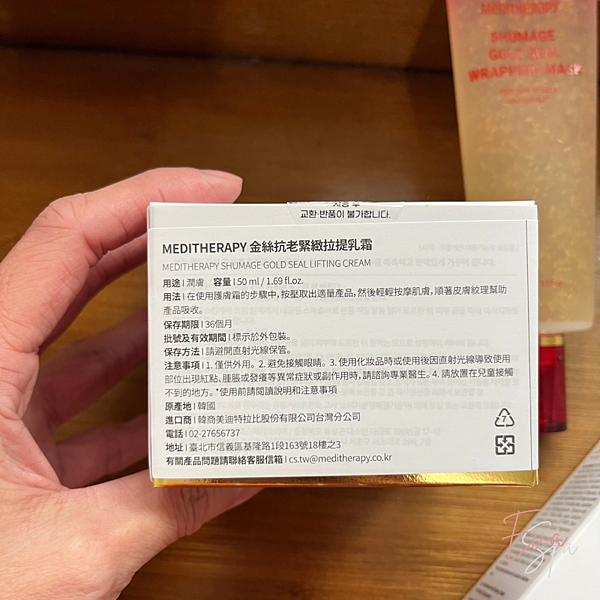 MEDITHERAPY
SHUMAGE
GOLD SEAL
WRAPPING MASK
교환·반품이 불가합니다.
MEDITHERAPY 金絲抗老緊緻拉提乳霜
MEDITHERAPY SHUMAGE GOLD SEAL LIFTING CREAM
用途 | 潤膚 容量 | 50 ml / 1.69 fl.oz.
用法 | 在使用護膚霜的步驟中，按壓取出適量產品，然後輕輕按摩肌膚，順著皮膚紋理幫助
產品吸收。
保存期限 | 36個月
批號及有效期間 | 標示於外包裝。
保存方法 | 請避開直射光線保管。
注意事項 | 1. 僅供外用。2. 避免接觸眼睛。3. 使用化妝品時或使用後因直射光線導致使用
部位出現紅點、腫脹或發癢等異常症狀或副作用時，請諮詢專業醫生。4. 請放置在兒童接觸
不到的地方。*使用前請閱讀說明和注意事項
原產地 | 韓國
進口商 | 韓商美迪特拉比股份有限公司台灣分公司
電話 | 02-27656737
地址 | 臺北市信義區基隆路1段163號18樓之3
有關產品問題請聯絡客服信箱 | cs.tw@meditherapy.co.kr